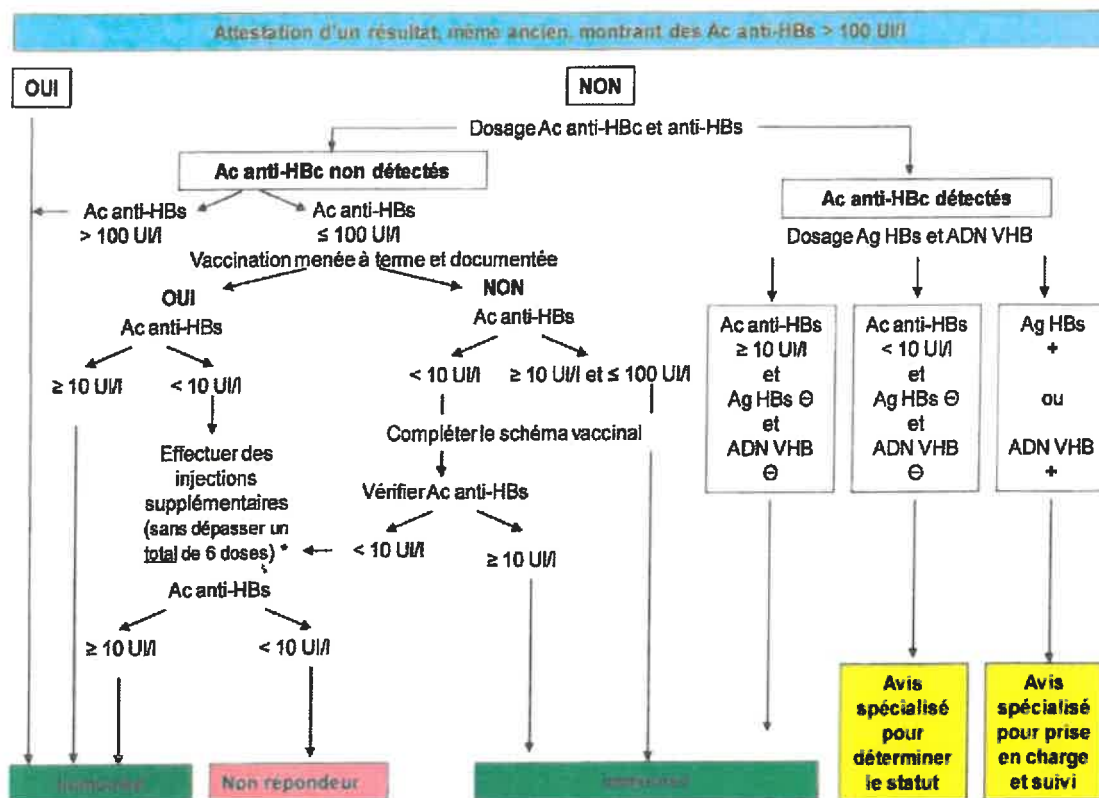 Attestation d'un résultat, même ancien, montrant des Ac anti-HBs > 100 UI/l
OUI
NON
Dosage Ac anti-HBc et anti-HBs
Ac anti-HBc non détectés
Ac anti-HBc détectés
Ac anti-HBs
> 100 UI/l
Ac anti-HBs
≤ 100 UI/l
Dosage Ag HBs et ADN VHB
Vaccination menée à terme et documentée
OUI
Ac anti-HBs
NON
Ac anti-HBs
≥ 10 UI/l
< 10 UI/l
< 10 UI/l
≥ 10 UI/l et ≤ 100 UI/l
Ac anti-HBs
≥ 10 UI/l
et
Ag HBs Θ
et
ADN VHB
Θ
Ac anti-HBs
< 10 UI/l
et
Ag HBs Θ
et
ADN VHB
Θ
Ag HBs
+
ou
ADN VHB
+
Effectuer des
injections
supplémentaires
(sans dépasser un
total de 6 doses) *
Compléter le schéma vaccinal
Vérifier Ac anti-HBs
< 10 UI/l
≥ 10 UI/l
Ac anti-HBs
≥ 10 UI/l
< 10 UI/l
Avis
spécialisé
pour
déterminer
le statut
Avis
spécialisé
pour prise
en charge
et suivi
Non répondeur